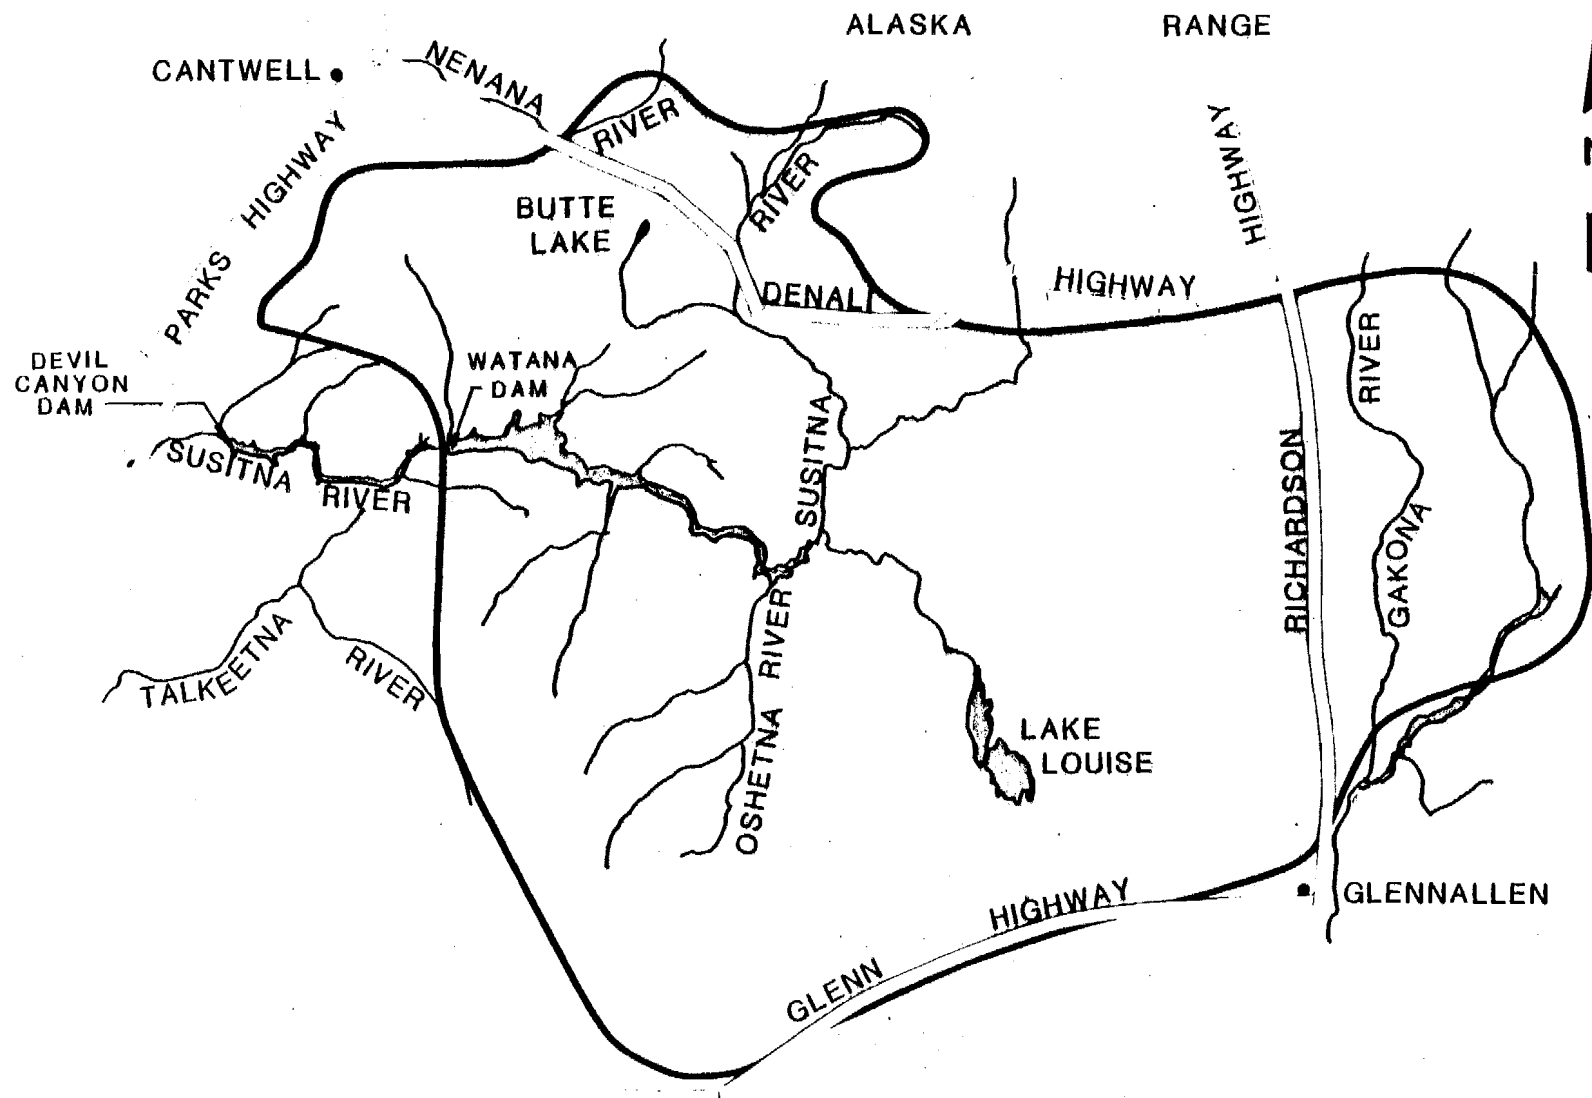 ALASKA RANGE
CANTWELL
NENANA
RIVER
PARKS HIGHWAY
HIGHWAY
RIVER
BUTTE
LAKE
DENALI
HIGHWAY
DEVIL
CANYON
DAM
WATANA
DAM
SUSITNA
RIVER
SUSITNA
RICHARDSON
RIVER
GAKONA
TALKEETNA
RIVER
OSHETNA RIVER
LAKE
LOUISE
GLENN
HIGHWAY
GLENNALLEN